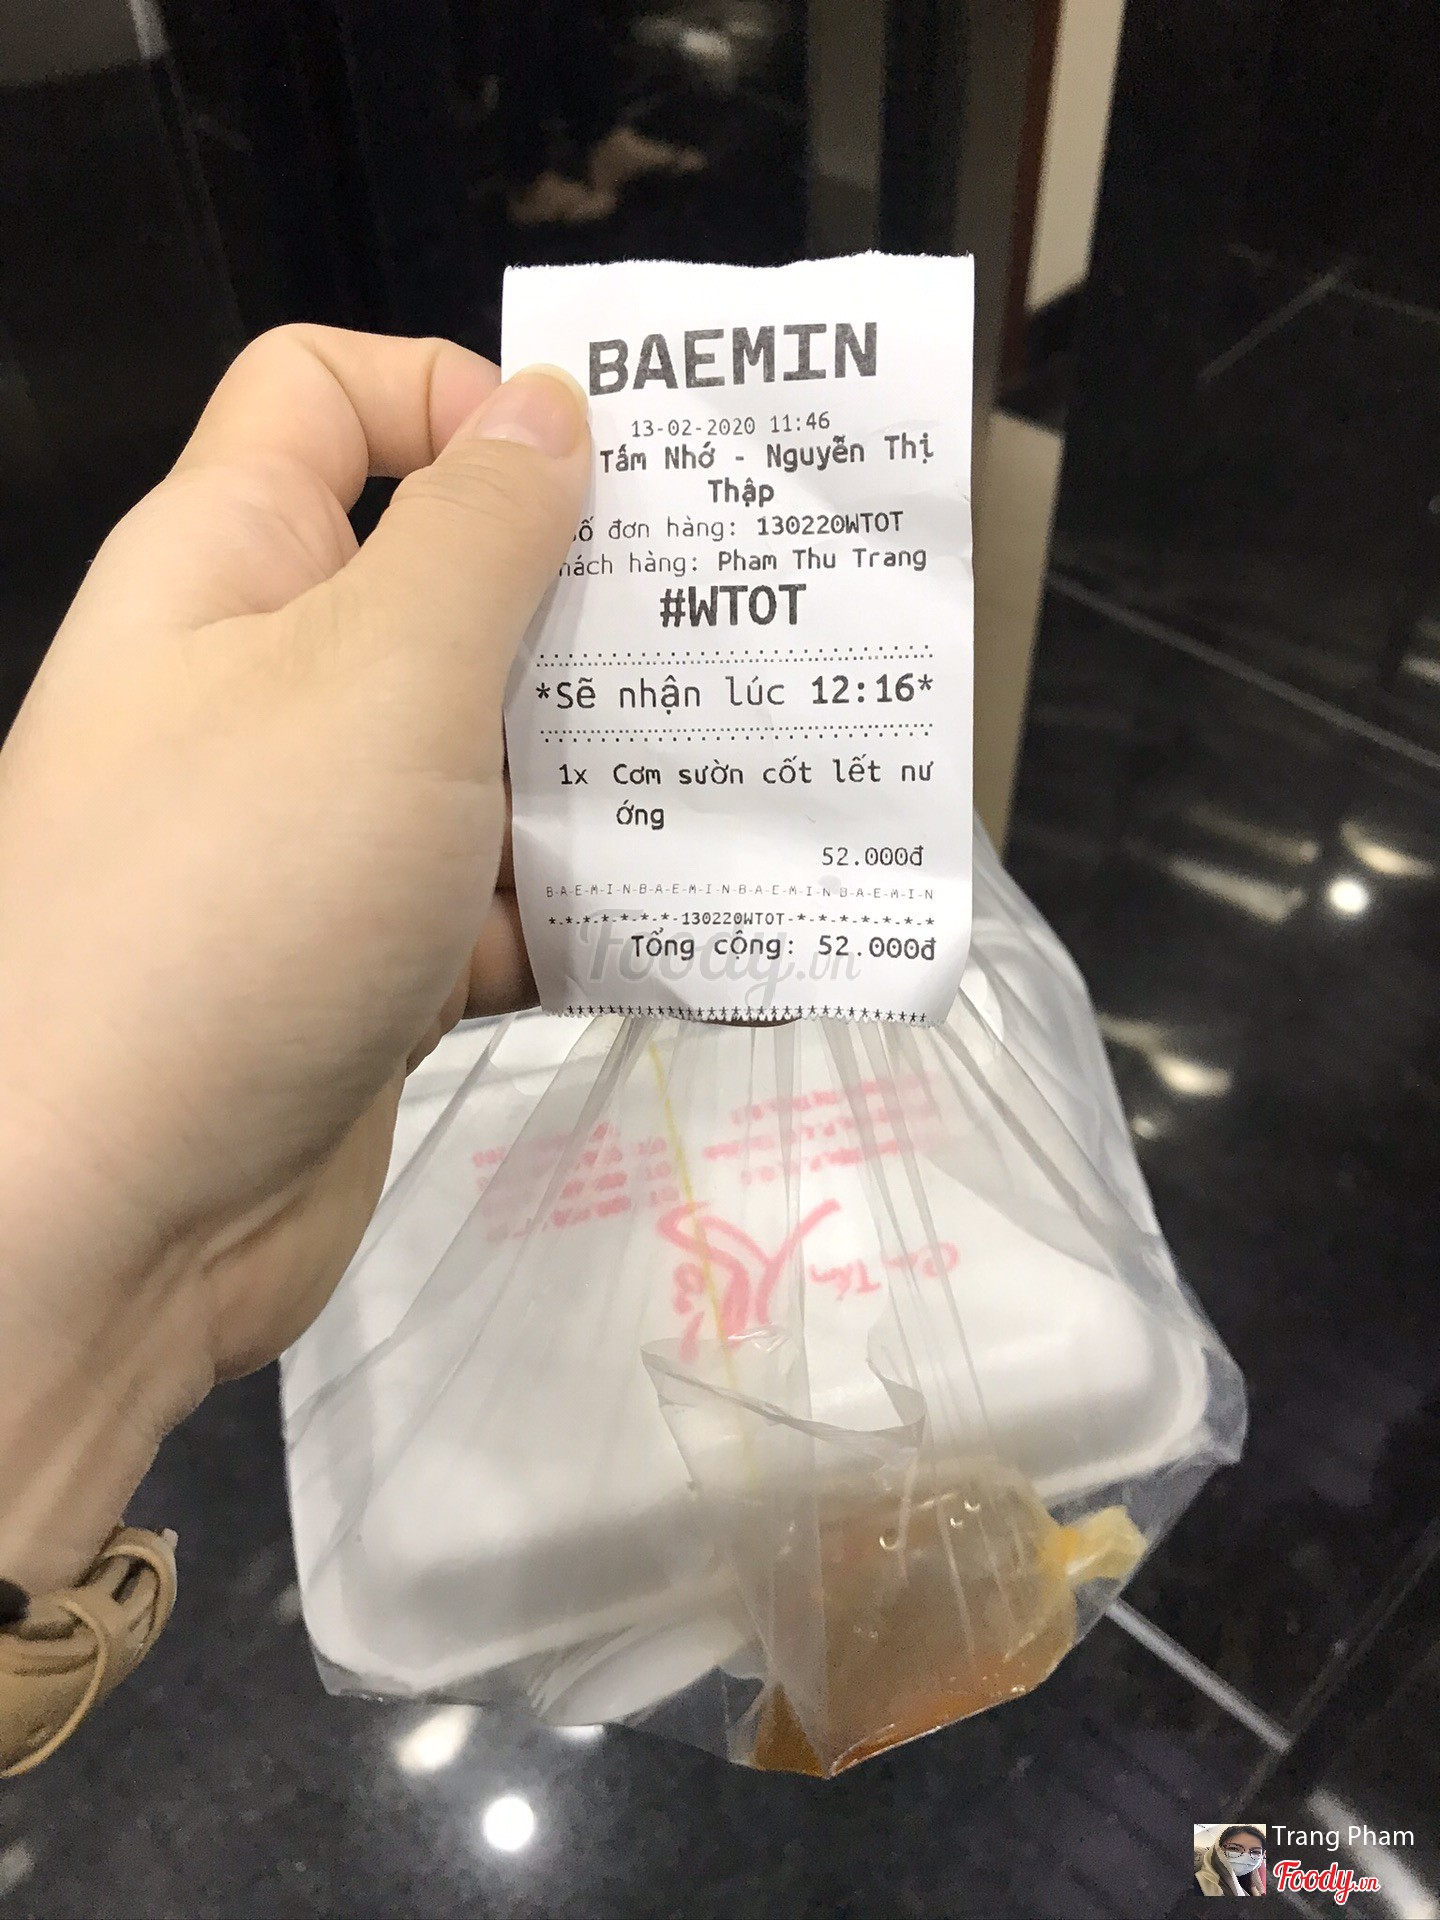 BAEMIN
13-02-2020 11:46
Tấm Nhớ - Nguyễn Thị
Thập
ố đơn hàng: 130220WTOT
hách hàng: Pham Thu Trang
#WTOT
*Sẽ nhận lúc 12:16*
1x Cơm sườn cốt lết nư
ớng
52.000đ
B-A-E-M-I-N-B-A-E-M-I-N-B-A-E-M-I-N B-A-E-M-I-N
*-*-*-*-*-*-*-*-130220WTOT-*-*-*-*-*-*-*-*
Tổng cộng: 52.000đ
Foody.vn
Trang Pham
Foody.vn